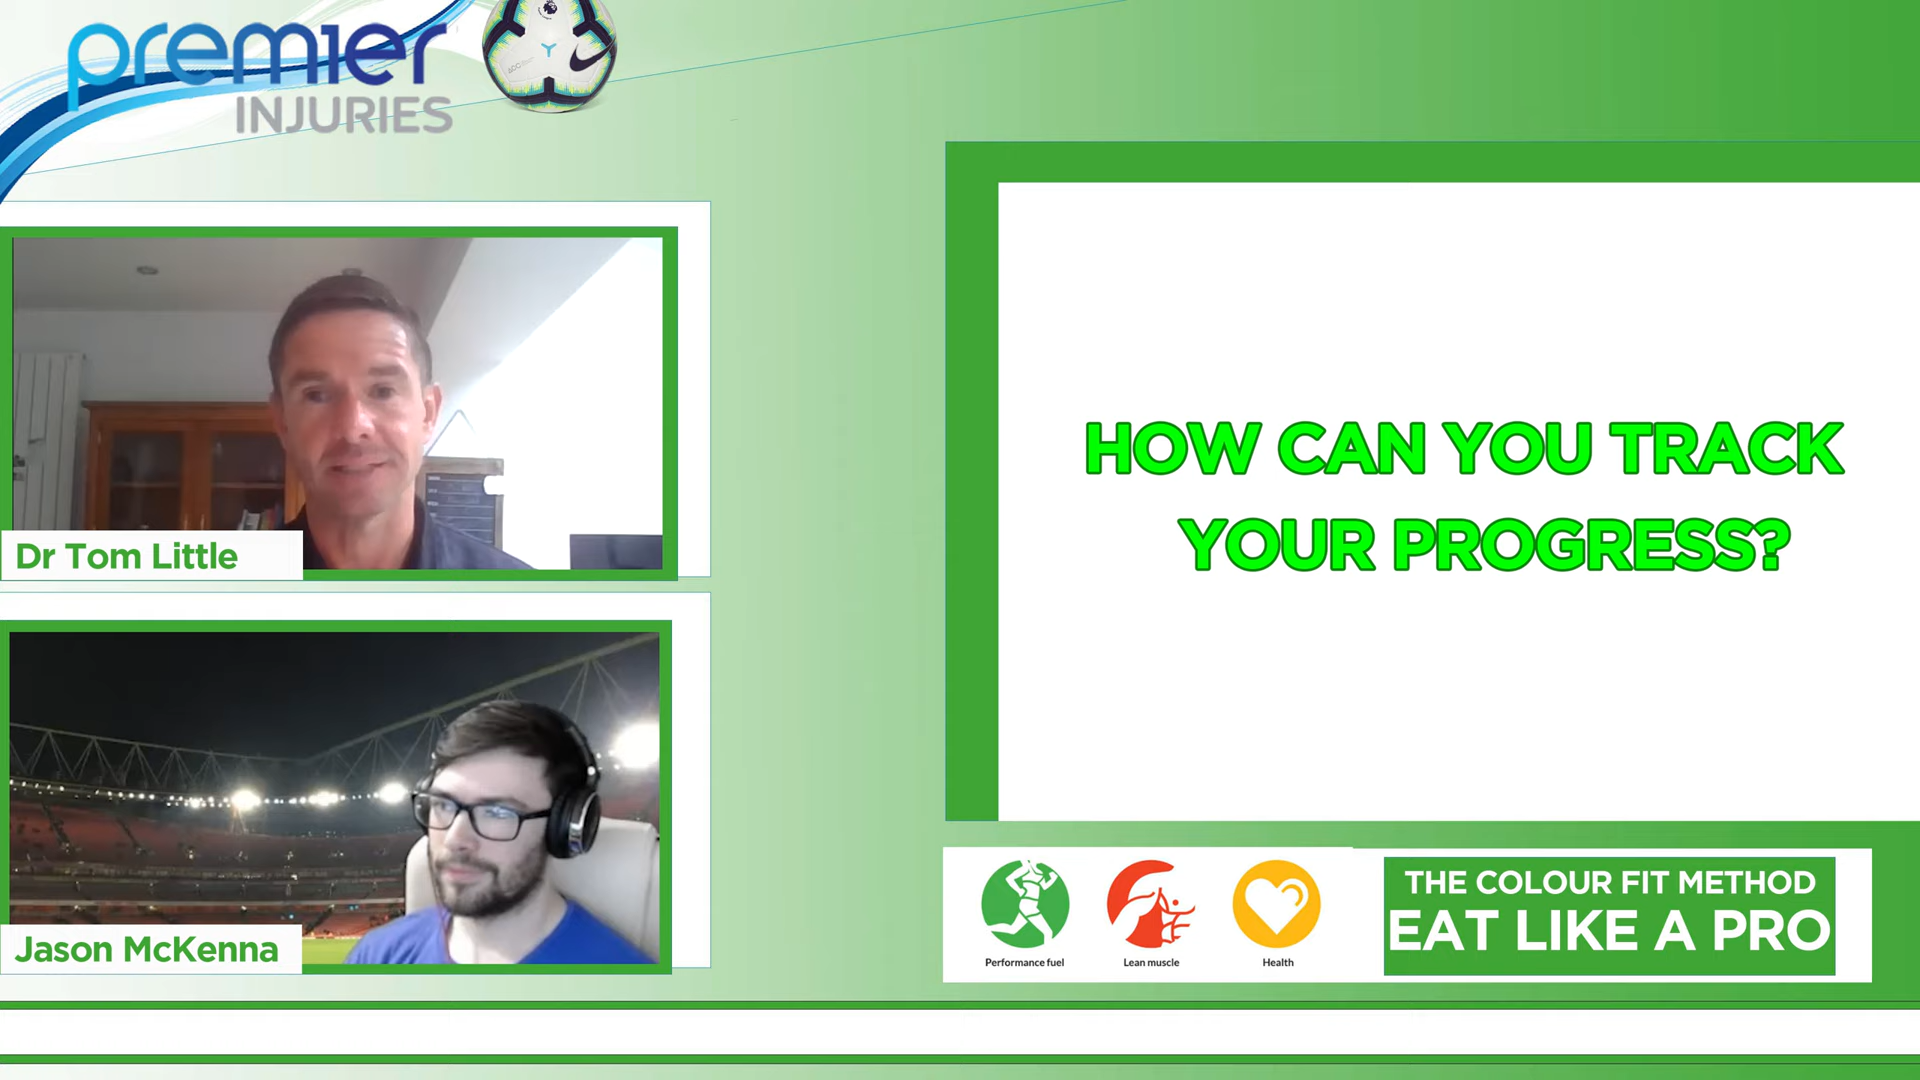 premier
INJURIES
Dr Tom Little
Jason McKenna
HOW CAN YOU TRACK
YOUR PROGRESS?
Performance fuel
Lean muscle
Health
THE COLOUR FIT METHOD
EAT LIKE A PRO